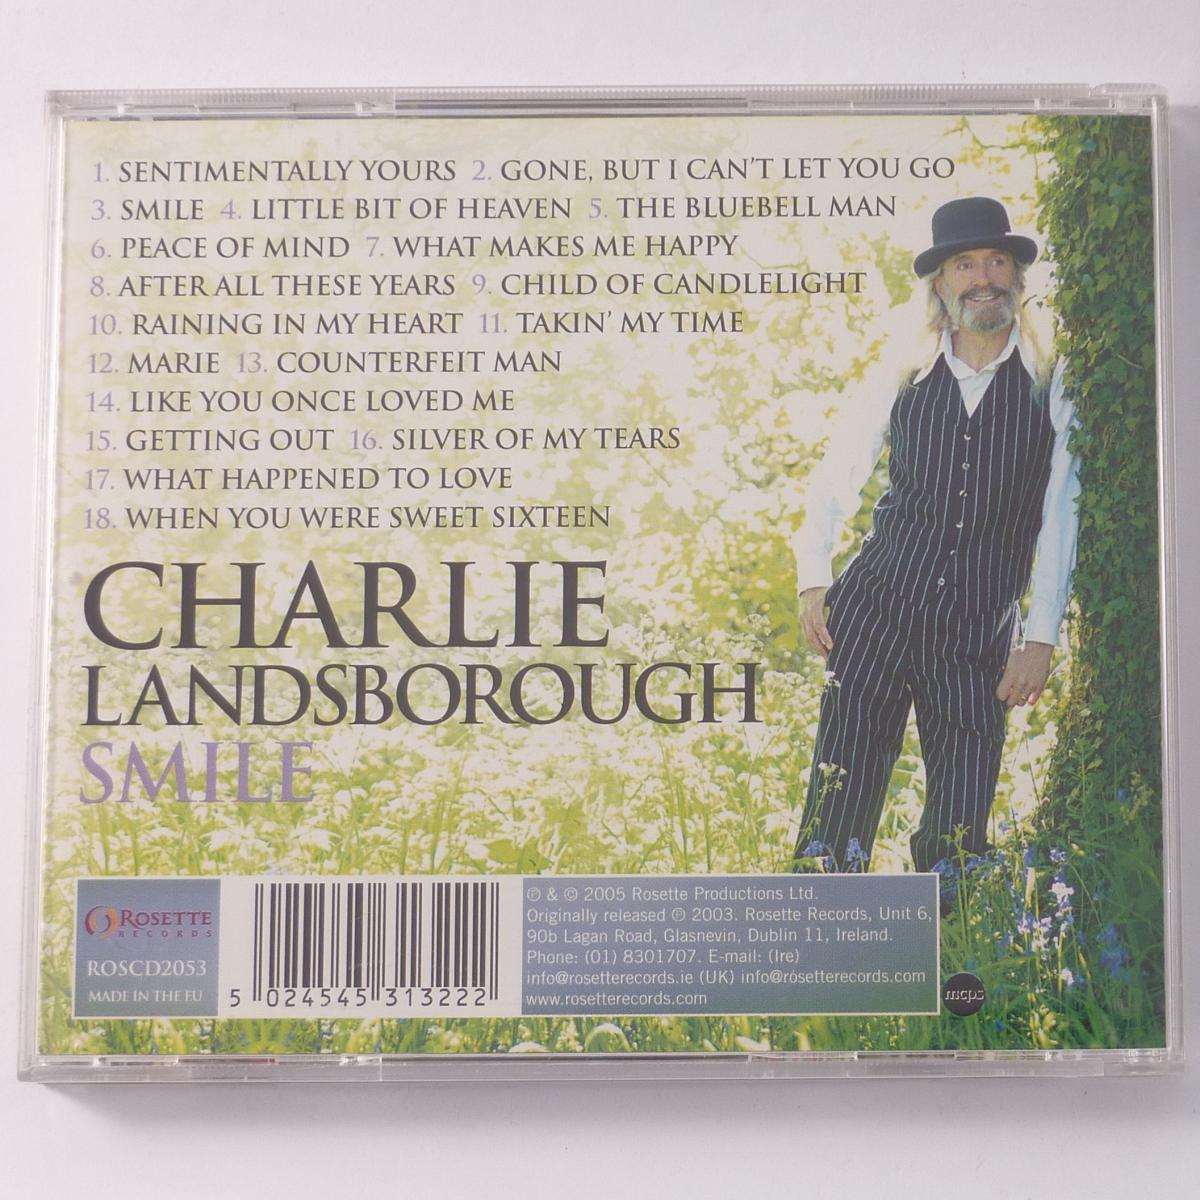 1. SENTIMENTALLY YOURS 2. GONE, BUT I CAN'T LET YOU GO
3. SMILE 4. LITTLE BIT OF HEAVEN 5. THE BLUEBELL MAN
6. PEACE OF MIND 7. WHAT MAKES ME HAPPY
8. AFTER ALL THESE YEARS 9. CHILD OF CANDLELIGHT
10. RAINING IN MY HEART 11. TAKIN' MY TIME
12. MARIE 13. COUNTERFEIT MAN
14. LIKE YOU ONCE LOVED ME
15. GETTING OUT 16. SILVER OF MY TEARS
17. WHAT HAPPENED TO LOVE
18. WHEN YOU WERE SWEET SIXTEEN
CHARLIE
LANDSBOROUGH
SMILE
ROSETTE
RECORDS
ROSCD2053
MADE IN THE EU
5 024545 313222
℗ & © 2005 Rosette Productions Ltd.
Originally released ℗ 2003. Rosette Records, Unit 6,
90b Lagan Road, Glasnevin, Dublin 11, Ireland.
Phone: (01) 8301707. E-mail: (Ire)
info@rosetterecords.ie (UK) info@rosetterecords.com
www.rosetterecords.com
mcps